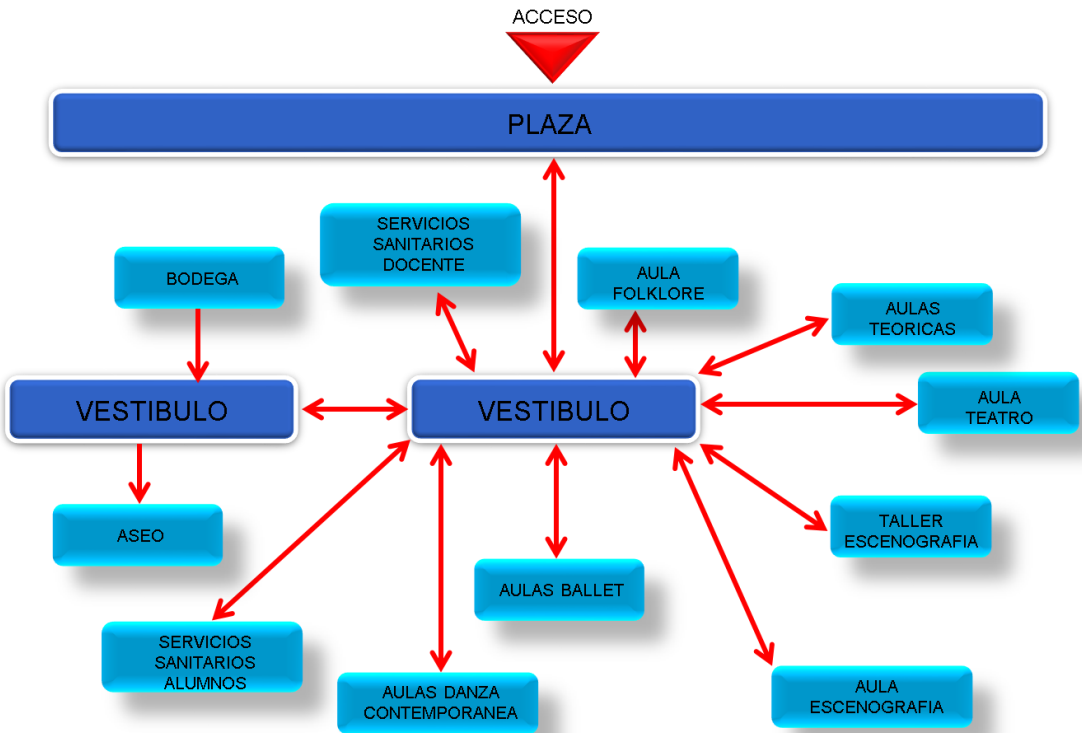 ACCESO
PLAZA
SERVICIOS
SANITARIOS
DOCENTE
BODEGA
AULA
FOLKLORE
AULAS
TEORICAS
VESTIBULO
VESTIBULO
AULA
TEATRO
ASEO
TALLER
ESCENOGRAFIA
AULAS BALLET
SERVICIOS
SANITARIOS
ALUMNOS
AULAS DANZA
CONTEMPORANEA
AULA
ESCENOGRAFIA